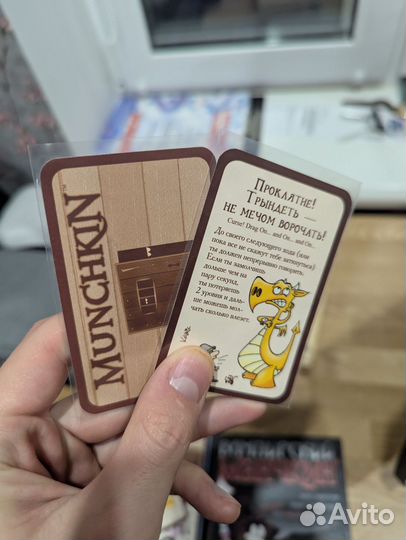 MUNCHKIN™
ПРОКЛЯТИЕ!
ТРЫНДЕТЬ —
НЕ МЕЧОМ ВОРОЧАТЬ!
Curse! Drag On... and On... and On...
До своего следующего хода (или
пока все не скажут тебе заткнуться)
ты должен непрерывно говорить.
Если ты замолчишь
дольше чем на
пару секунд,
ты потеряешь
2 уровня и даль-
ше можешь мол-
чать сколько влезет.
Avito